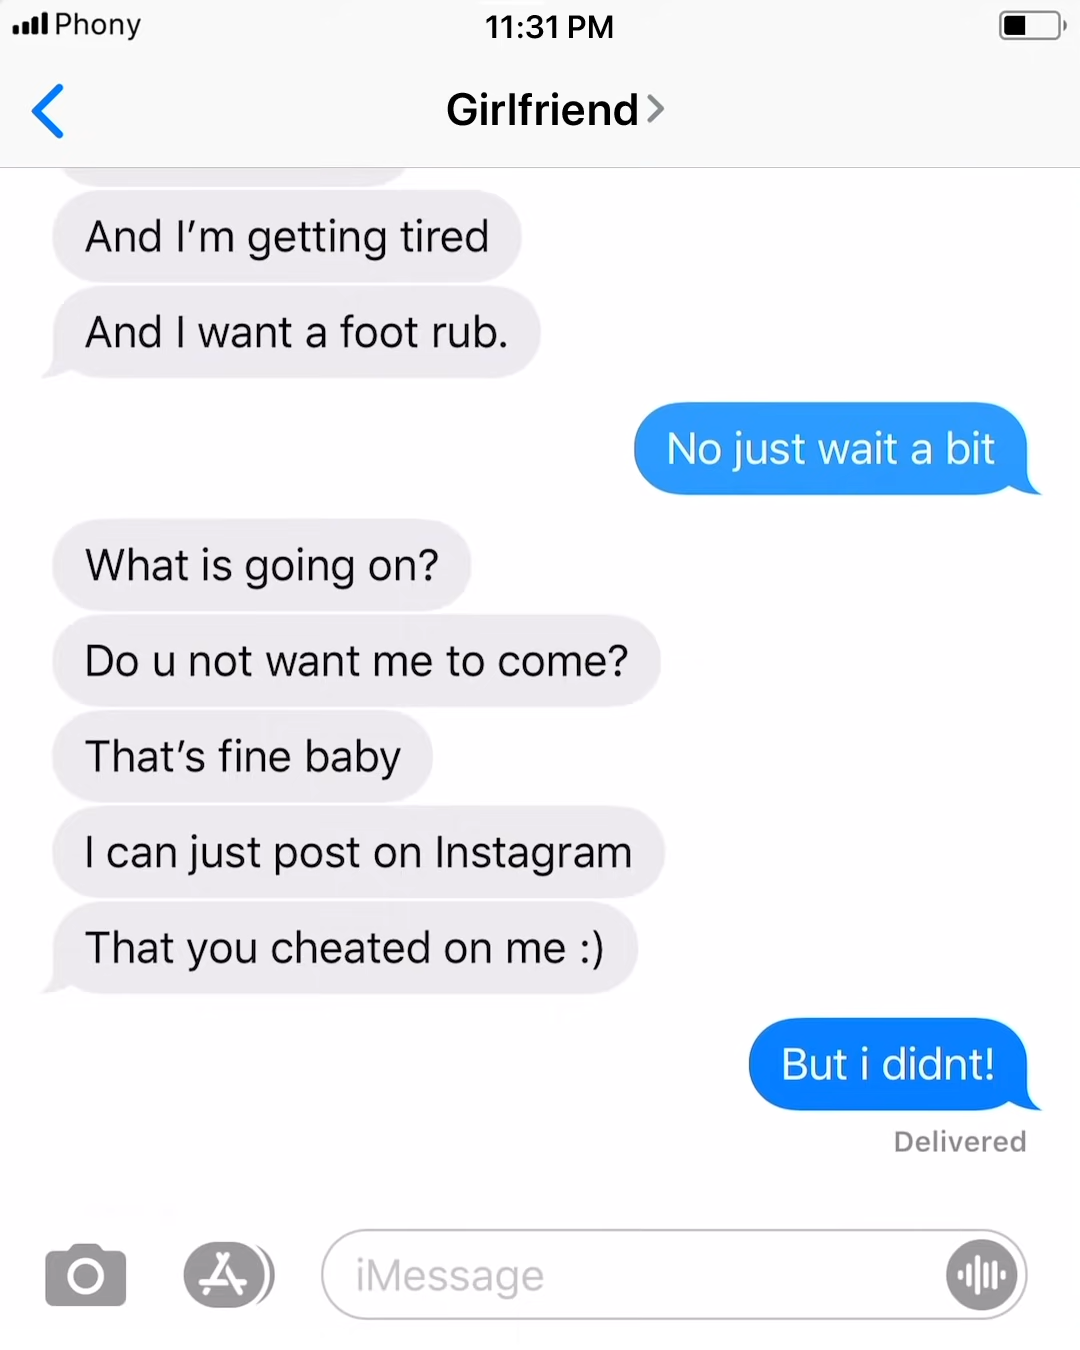 Phony
11:31 PM
Girlfriend
And I’m getting tired
And I want a foot rub.
No just wait a bit
What is going on?
Do u not want me to come?
That’s fine baby
I can just post on Instagram
That you cheated on me :)
But i didnt!
Delivered
iMessage